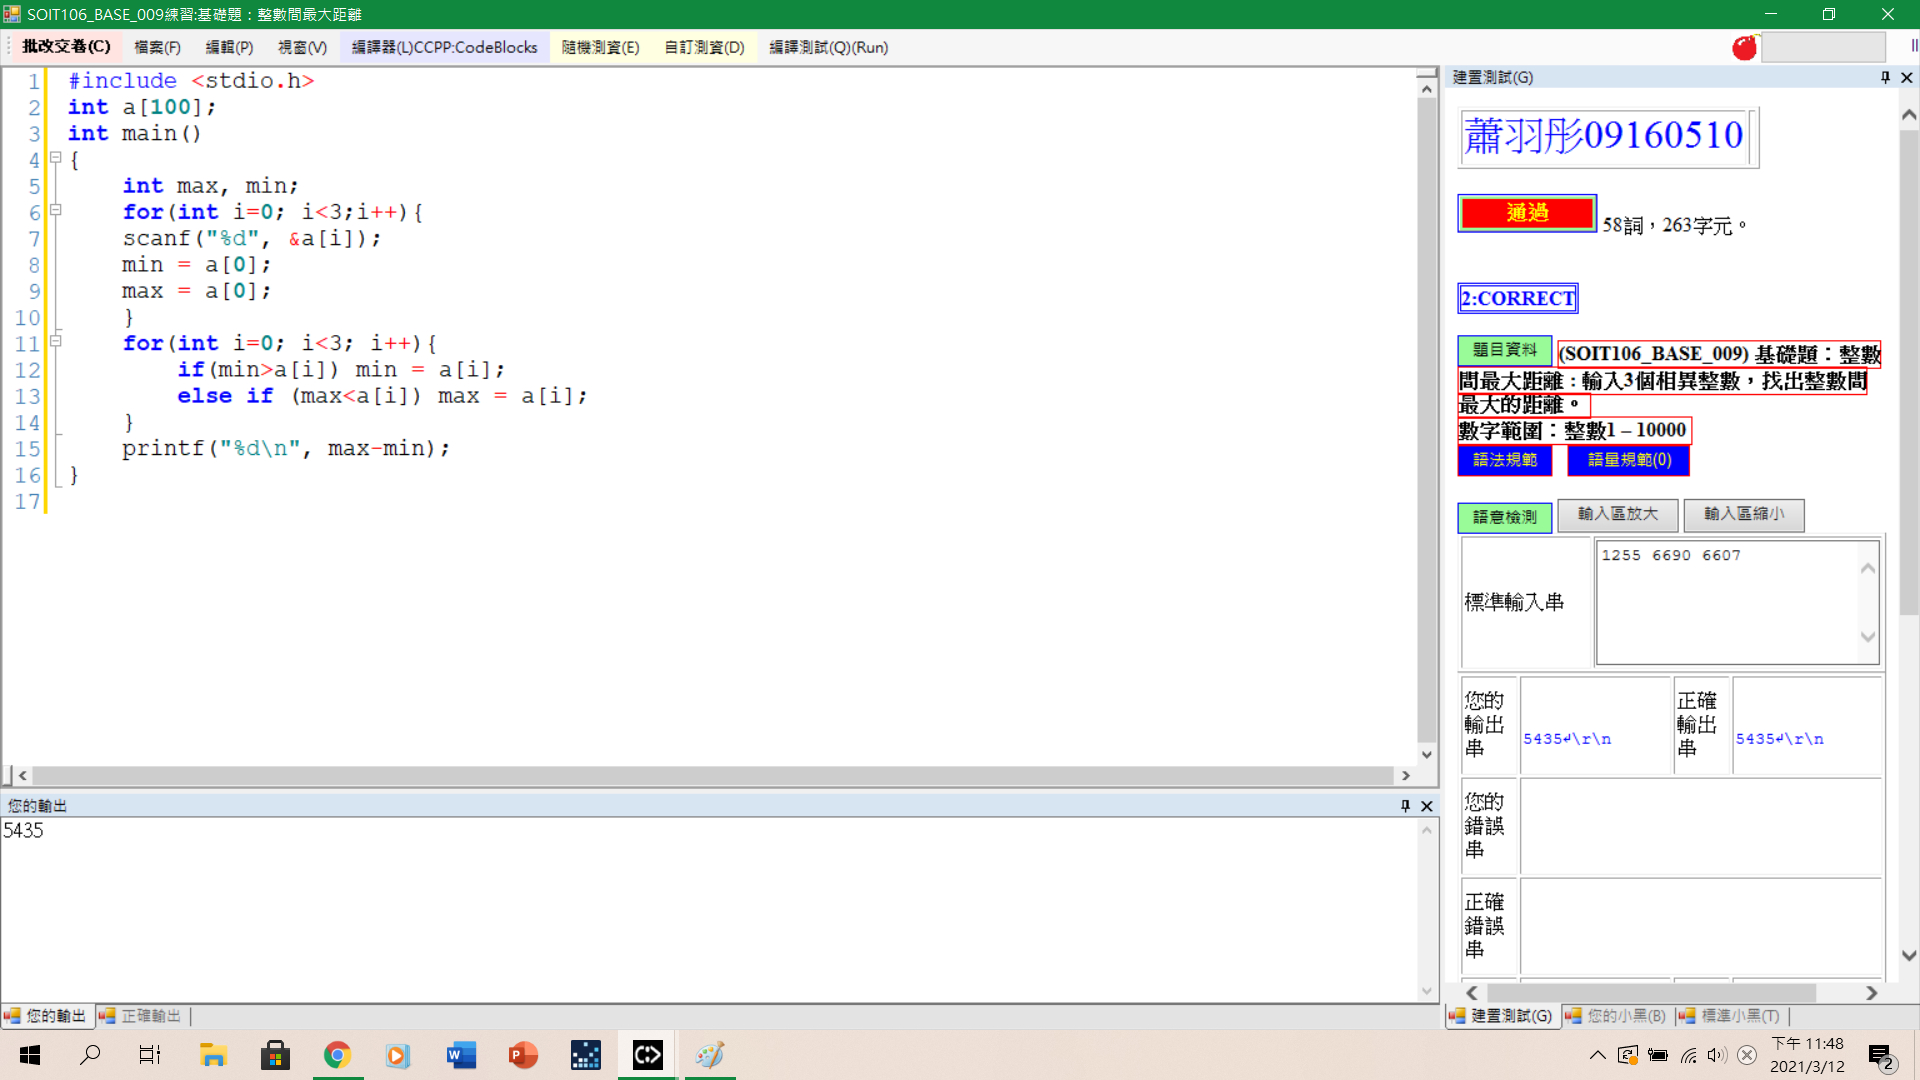 SOIT106_BASE_009練習:基礎題：整數間最大距離
批改交卷(C) 檔案(F) 編輯(P) 視窗(V) 編譯器(L)CCPP:CodeBlocks 隨機測資(E) 自訂測資(D) 編譯測試(Q)(Run)
1 #include <stdio.h>
2 int a[100];
3 int main()
4 {
5 int max, min;
6 for(int i=0; i<3;i++){
7 scanf("%d", &a[i]);
8 min = a[0];
9 max = a[0];
10 }
11 for(int i=0; i<3; i++){
12 if(min>a[i]) min = a[i];
13 else if (max<a[i]) max = a[i];
14 }
15 printf("%d\n", max-min);
16 }
17
您的輸出
5435
您的輸出 正確輸出
建置測試(G)
蕭羽彤09160510
通過 58詞，263字元。
2:CORRECT
題目資料 (SOIT106_BASE_009) 基礎題：整數
間最大距離：輸入3個相異整數，找出整數間
最大的距離。
數字範圍：整數1 – 10000
語法規範 語量規範(0)
語意檢測 輸入區放大 輸入區縮小
標準輸入串 1255 6690 6607
您的輸出串 5435↵\r\n 正確輸出串 5435↵\r\n
您的錯誤串
正確錯誤串
建置測試(G) 您的小黑(B) 標準小黑(T)
下午 11:48
2021/3/12
2